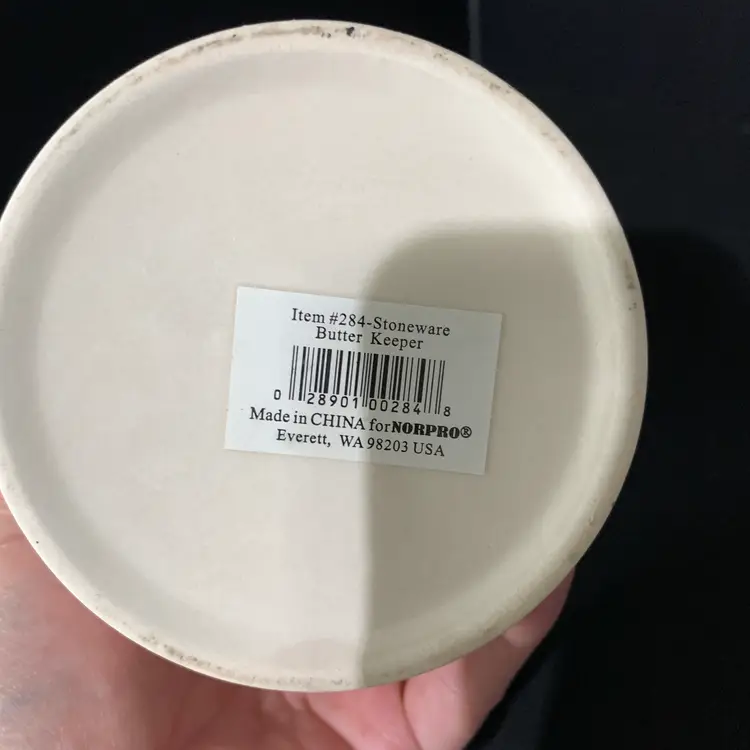 Item #284-Stoneware
Butter Keeper
0 28901 00284 8
Made in CHINA for NORPRO®
Everett, WA 98203 USA